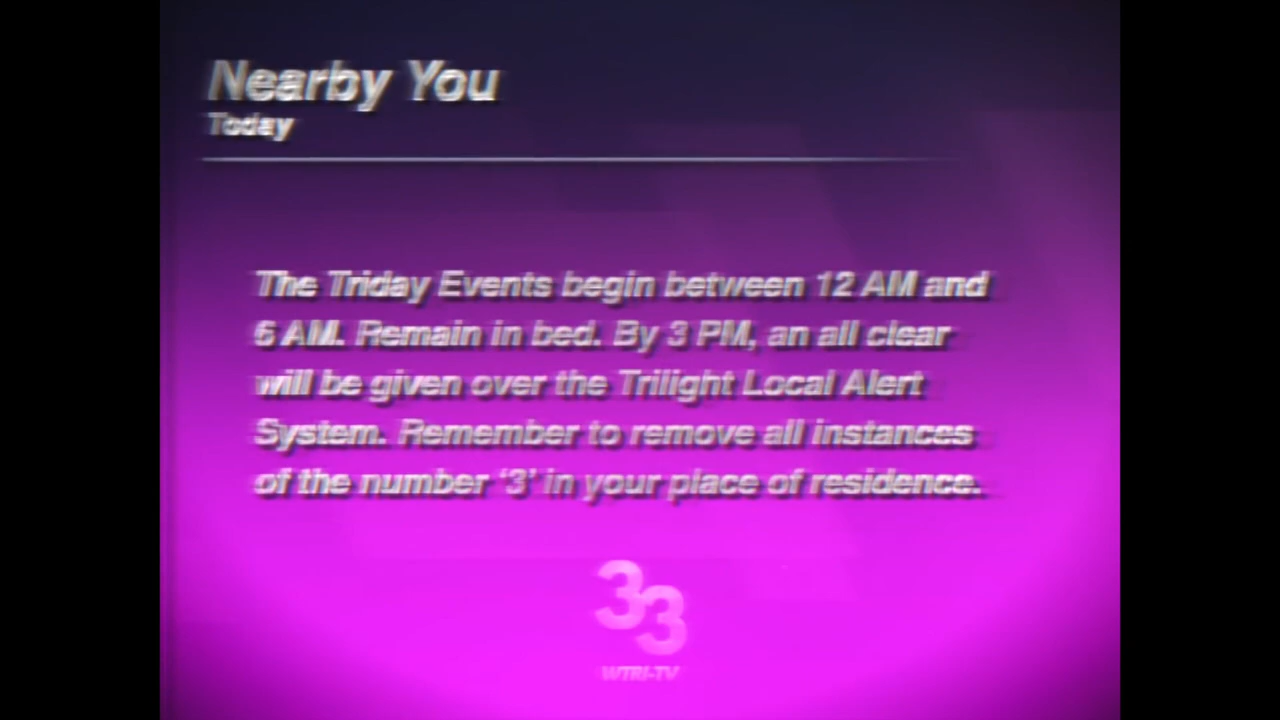 Nearby You
Today
The Triday Events begin between 12 AM and
6 AM. Remain in bed. By 3 PM, an all clear
will be given over the Trilight Local Alert
System. Remember to remove all instances
of the number ‘3’ in your place of residence.
33
WTRI-TV